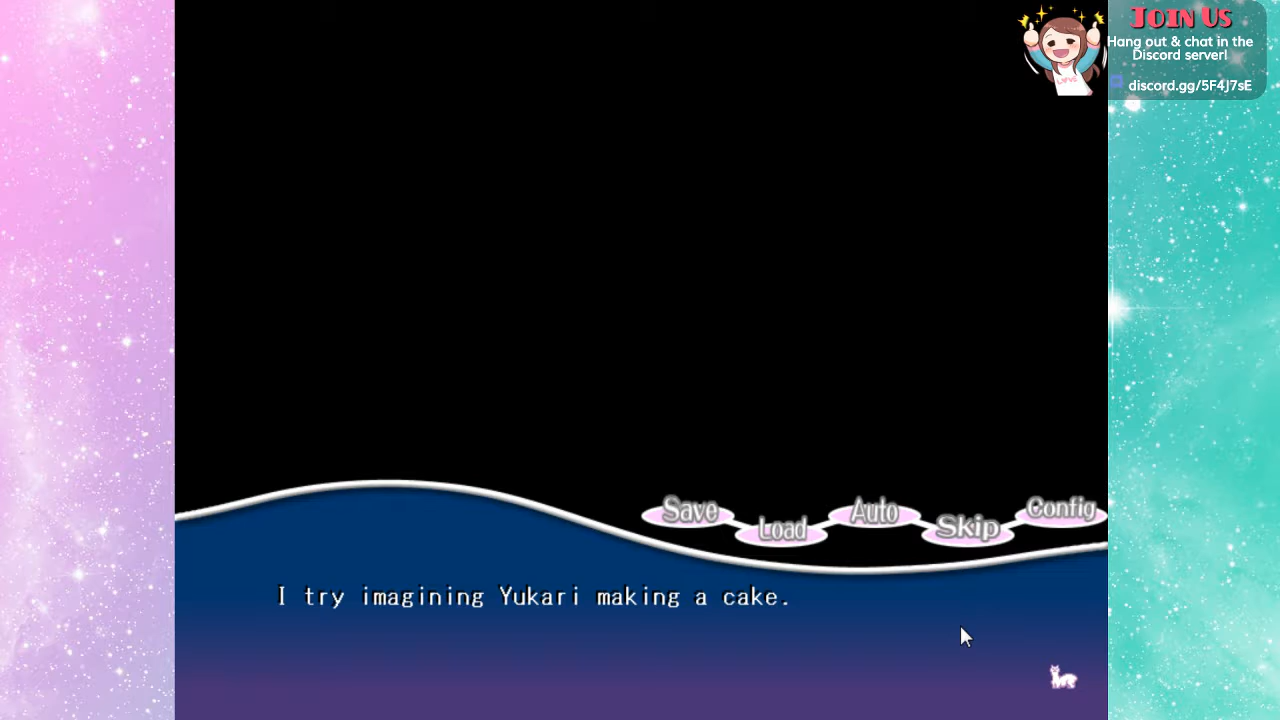 JOIN US
Hang out & chat in the
Discord server!
discord.gg/5F4J7sE
LOVE
Save
Load
Auto
Skip
Config
I try imagining Yukari making a cake.